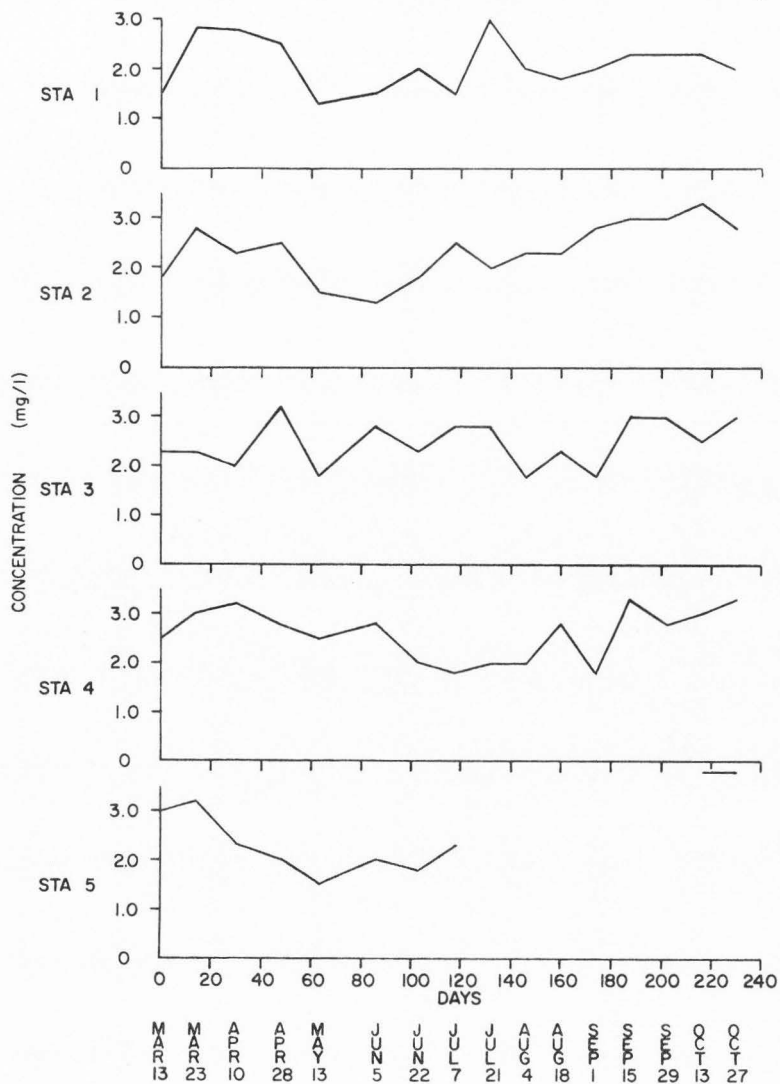 CONCENTRATION (mg/l)
STA 1
3.0
2.0
1.0
0
STA 2
3.0
2.0
1.0
0
STA 3
3.0
2.0
1.0
0
STA 4
3.0
2.0
1.0
0
STA 5
3.0
2.0
1.0
0
0 20 40 60 80 100 120 140 160 180 200 220 240
DAYS
MAR 13
MAR 23
APR 10
APR 28
MAY 13
JUN 5
JUN 22
JUL 7
JUL 21
AUG 4
AUG 18
SEP 1
SEP 15
SEP 29
OCT 13
OCT 27